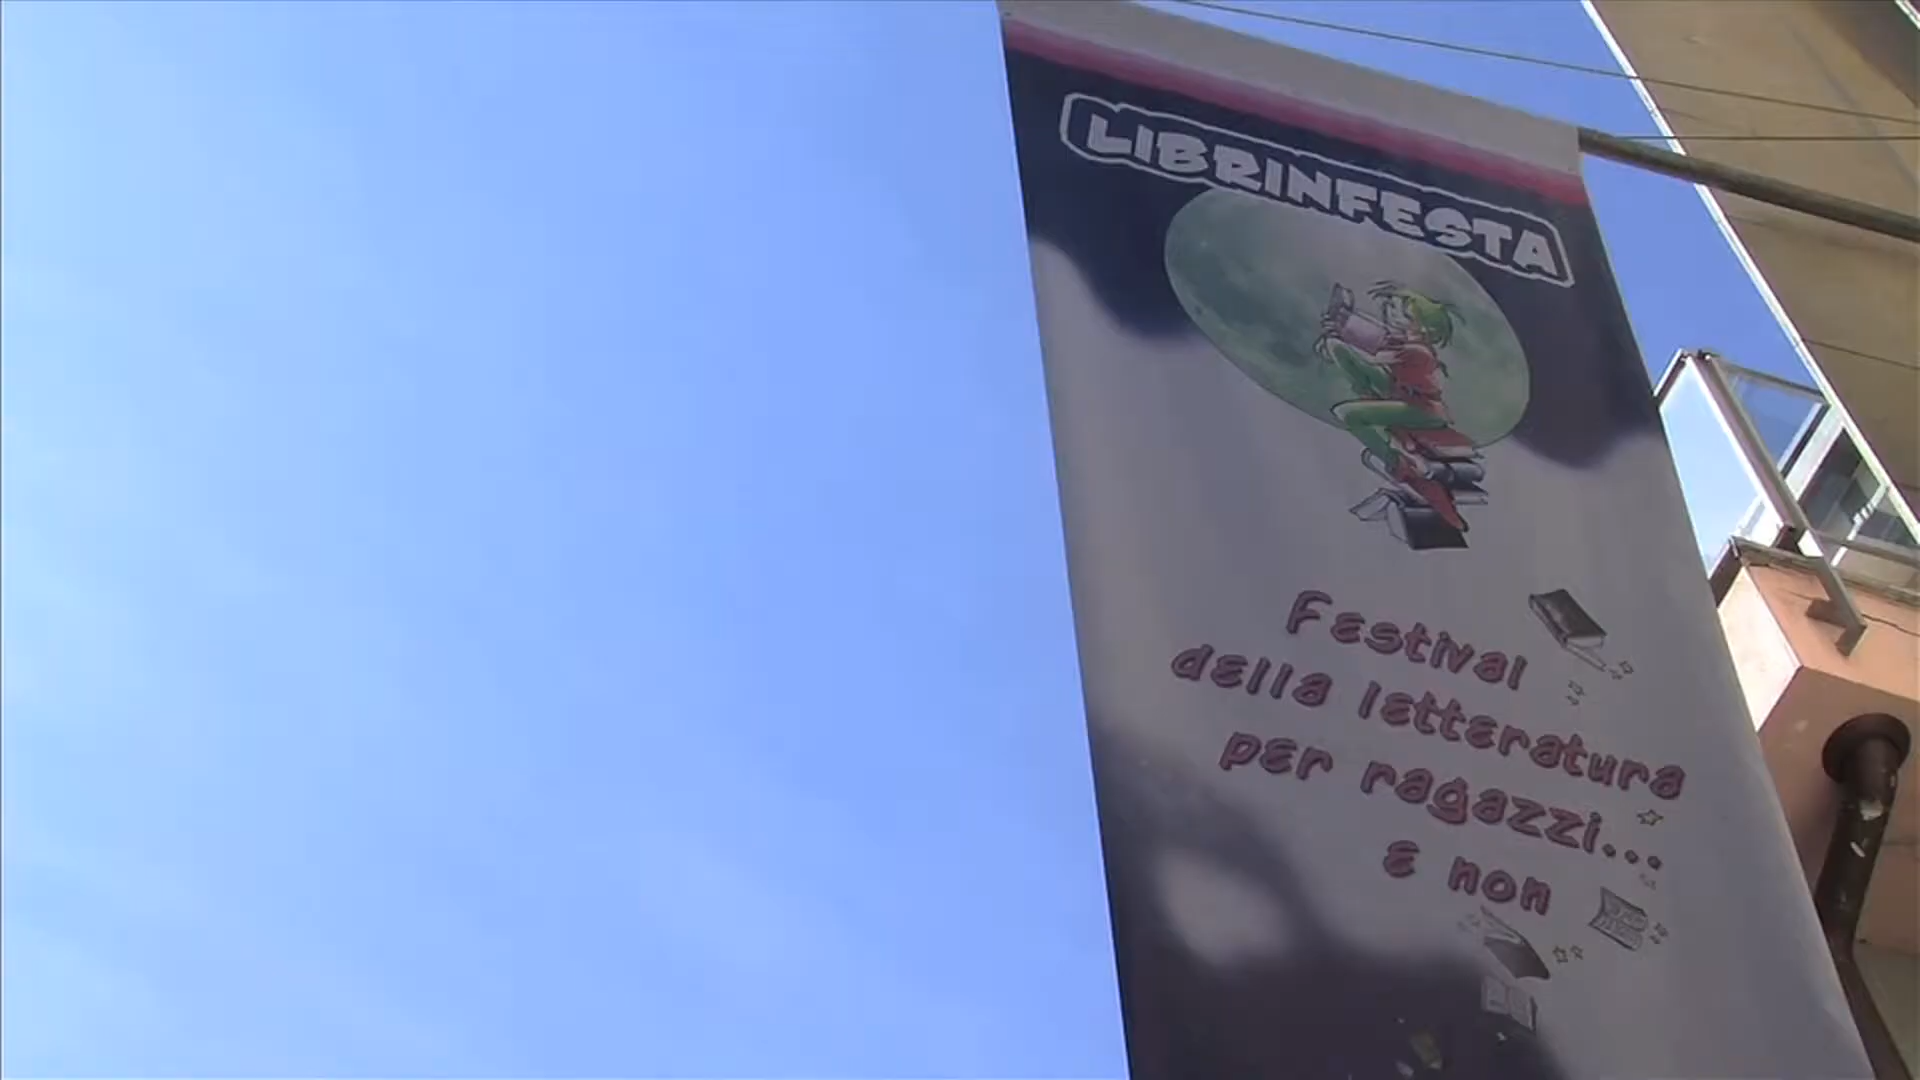 LIBRINFESTA
Festival
della letteratura
per ragazzi...
e non